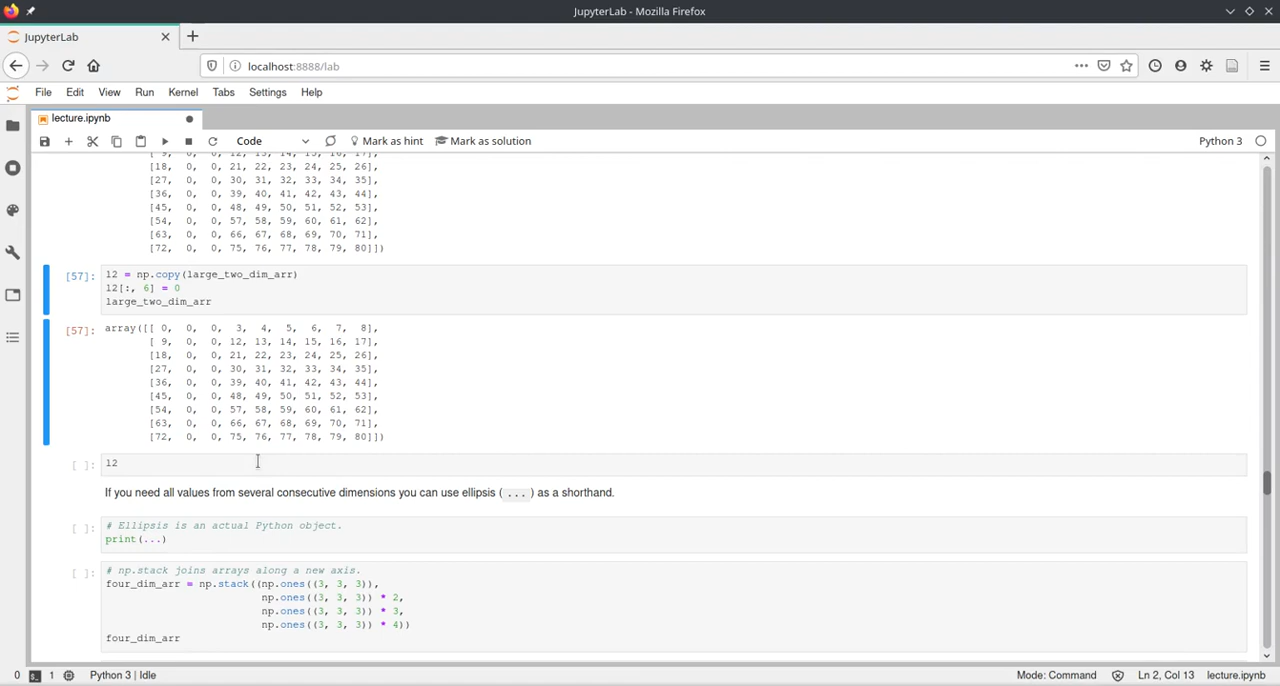 JupyterLab - Mozilla Firefox
JupyterLab
localhost:8888/lab
File Edit View Run Kernel Tabs Settings Help
lecture.ipynb
Code Mark as hint Mark as solution Python 3
[ 9, 0, 0, 12, 13, 14, 15, 16, 17],
[18, 0, 0, 21, 22, 23, 24, 25, 26],
[27, 0, 0, 30, 31, 32, 33, 34, 35],
[36, 0, 0, 39, 40, 41, 42, 43, 44],
[45, 0, 0, 48, 49, 50, 51, 52, 53],
[54, 0, 0, 57, 58, 59, 60, 61, 62],
[63, 0, 0, 66, 67, 68, 69, 70, 71],
[72, 0, 0, 75, 76, 77, 78, 79, 80]])
[57]: l2 = np.copy(large_two_dim_arr)
l2[:, 6] = 0
large_two_dim_arr
[57]: array([[ 0, 0, 0, 3, 4, 5, 6, 7, 8],
[ 9, 0, 0, 12, 13, 14, 15, 16, 17],
[18, 0, 0, 21, 22, 23, 24, 25, 26],
[27, 0, 0, 30, 31, 32, 33, 34, 35],
[36, 0, 0, 39, 40, 41, 42, 43, 44],
[45, 0, 0, 48, 49, 50, 51, 52, 53],
[54, 0, 0, 57, 58, 59, 60, 61, 62],
[63, 0, 0, 66, 67, 68, 69, 70, 71],
[72, 0, 0, 75, 76, 77, 78, 79, 80]])
[ ]: l2
If you need all values from several consecutive dimensions you can use ellipsis ( ... ) as a shorthand.
[ ]: # Ellipsis is an actual Python object.
print(...)
[ ]: # np.stack joins arrays along a new axis.
four_dim_arr = np.stack((np.ones((3, 3, 3)),
np.ones((3, 3, 3)) * 2,
np.ones((3, 3, 3)) * 3,
np.ones((3, 3, 3)) * 4))
four_dim_arr
0 1 Python 3 | Idle Mode: Command Ln 2, Col 13 lecture.ipynb